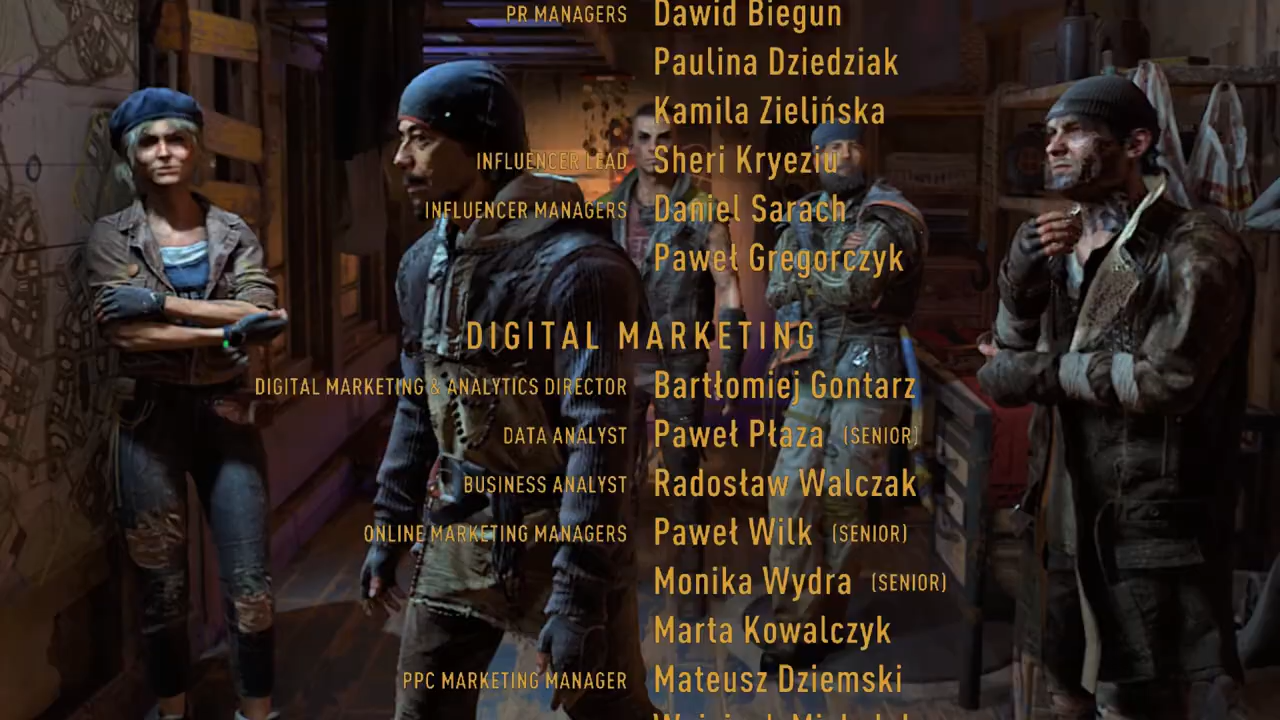 PR MANAGERS Dawid Biegun
Paulina Dziedziak
Kamila Zielińska
INFLUENCER LEAD Sheri Kryeziu
INFLUENCER MANAGERS Daniel Sarach
Paweł Gregorczyk
DIGITAL MARKETING
DIGITAL MARKETING & ANALYTICS DIRECTOR Bartłomiej Gontarz
DATA ANALYST Paweł Płaza (SENIOR)
BUSINESS ANALYST Radosław Walczak
ONLINE MARKETING MANAGERS Paweł Wilk (SENIOR)
Monika Wydra (SENIOR)
Marta Kowalczyk
PPC MARKETING MANAGER Mateusz Dziemski